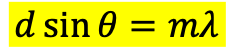 d sin θ = mλ